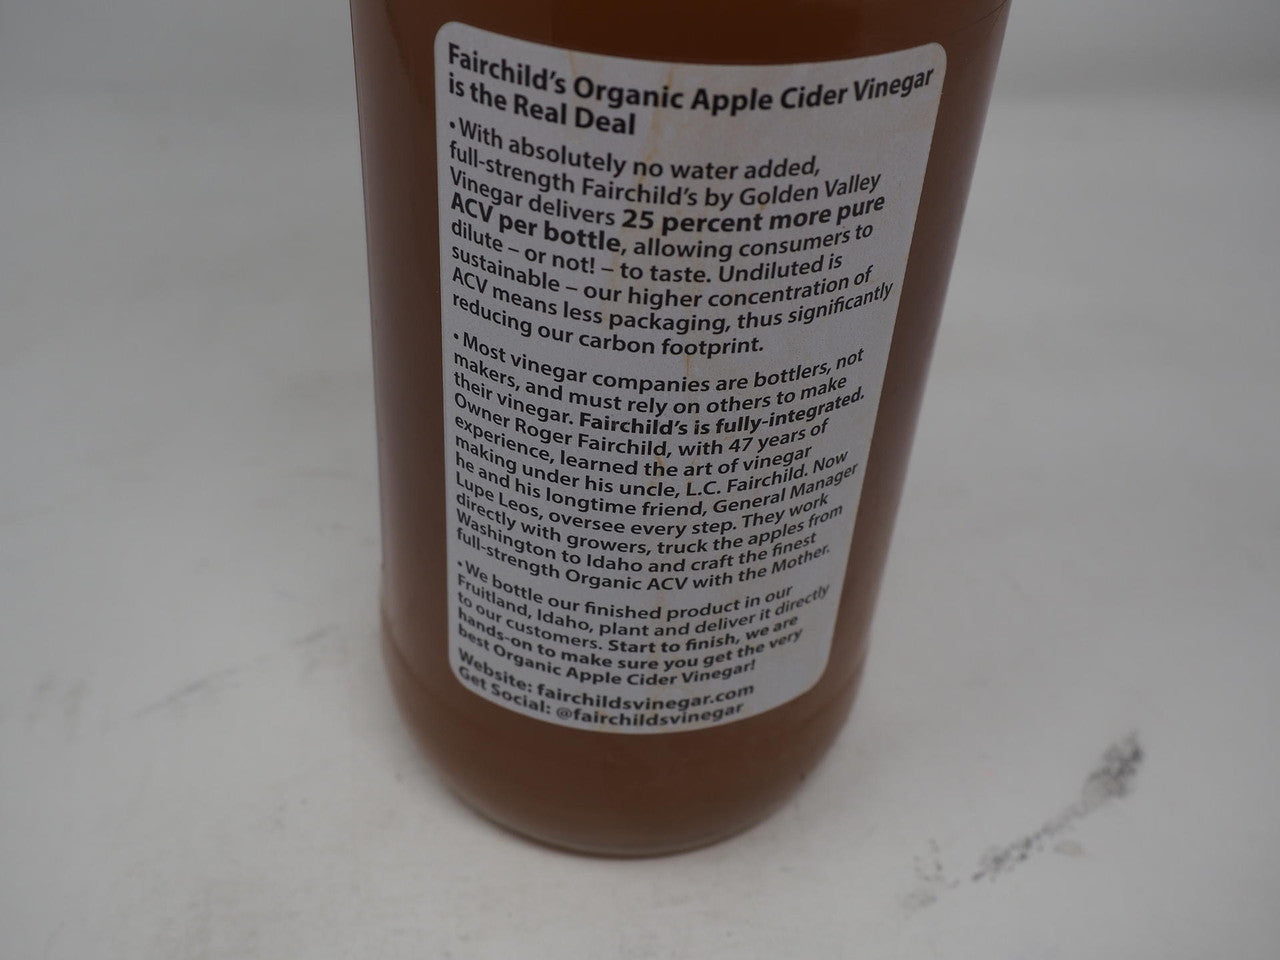 Fairchild's Organic Apple Cider Vinegar
is the Real Deal
• With absolutely no water added,
full-strength Fairchild's by Golden Valley
Vinegar delivers 25 percent more pure
ACV per bottle, allowing consumers to
dilute – or not! – to taste. Undiluted is
sustainable – our higher concentration of
ACV means less packaging, thus significantly
reducing our carbon footprint.
• Most vinegar companies are bottlers, not
makers, and must rely on others to make
their vinegar. Fairchild's is fully-integrated.
Owner Roger Fairchild, with 47 years of
experience, learned the art of vinegar
making under his uncle, L.C. Fairchild. Now
he and his longtime friend, General Manager
Lupe Leos, oversee every step. They work
directly with growers, truck the apples from
Washington to Idaho and craft the finest
full-strength Organic ACV with the Mother.
• We bottle our finished product in our
Fruitland, Idaho, plant and deliver it directly
to our customers. Start to finish, we are
hands-on to make sure you get the very
best Organic Apple Cider Vinegar!
Website: fairchildsvinegar.com
Get Social: @fairchildsvinegar